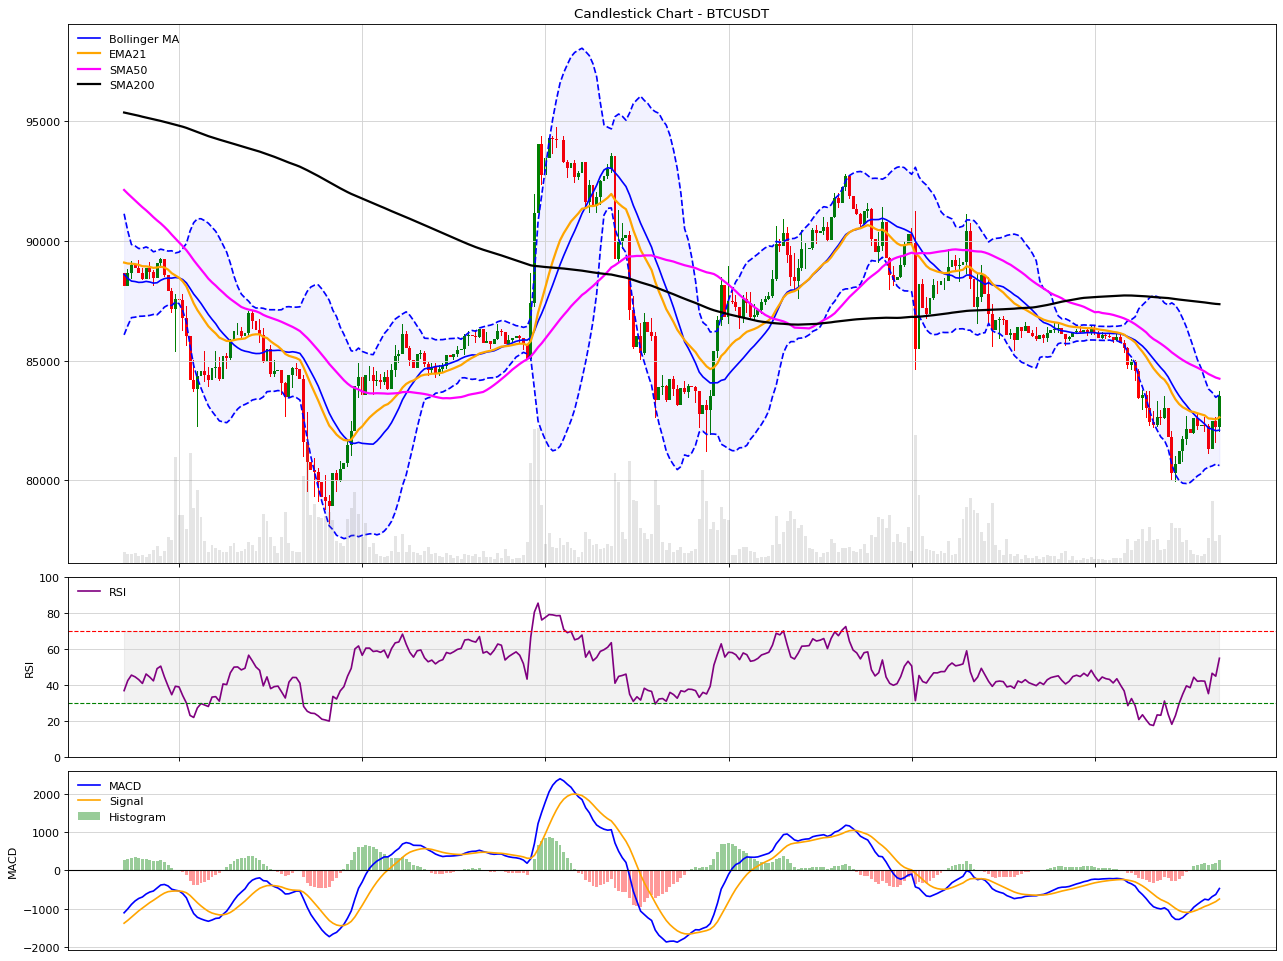 Candlestick Chart - BTCUSDT
Bollinger MA
EMA21
SMA50
SMA200
95000
90000
85000
80000
100
80
60
40
20
0
RSI
RSI
2000
1000
0
−1000
−2000
MACD
MACD
Signal
Histogram